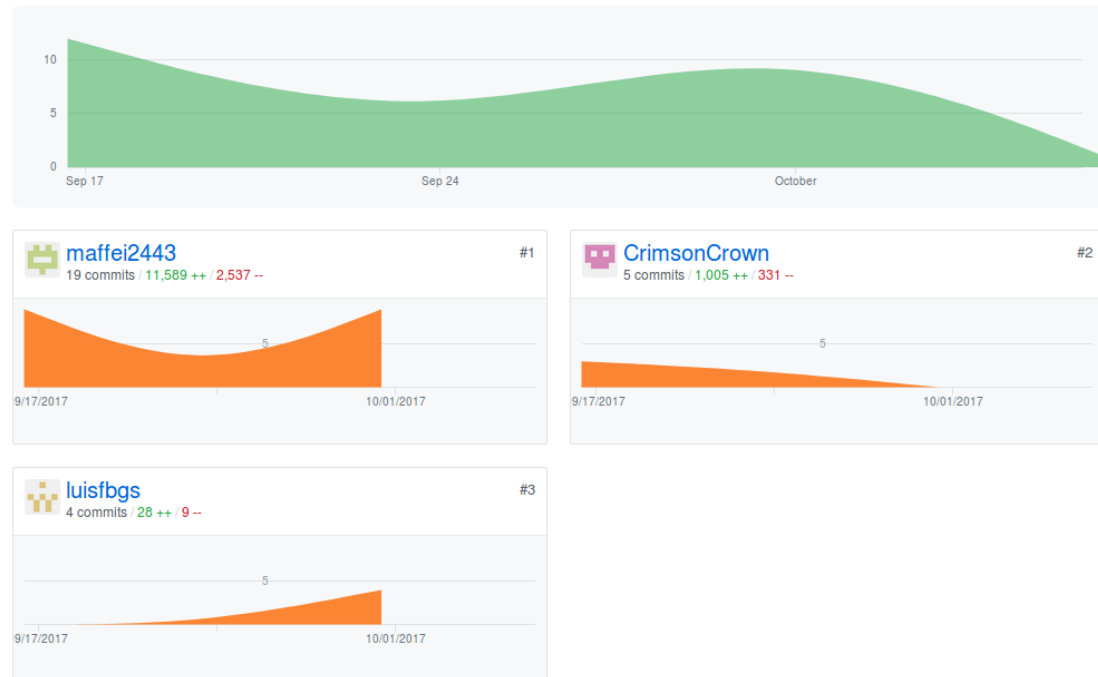 10
5
0
Sep 17 Sep 24 October
maffei2443 #1
19 commits / 11,589 ++ / 2,537 --
5
9/17/2017 10/01/2017
CrimsonCrown #2
5 commits / 1,005 ++ / 331 --
5
9/17/2017 10/01/2017
luisfbgs #3
4 commits / 28 ++ / 9 --
5
9/17/2017 10/01/2017